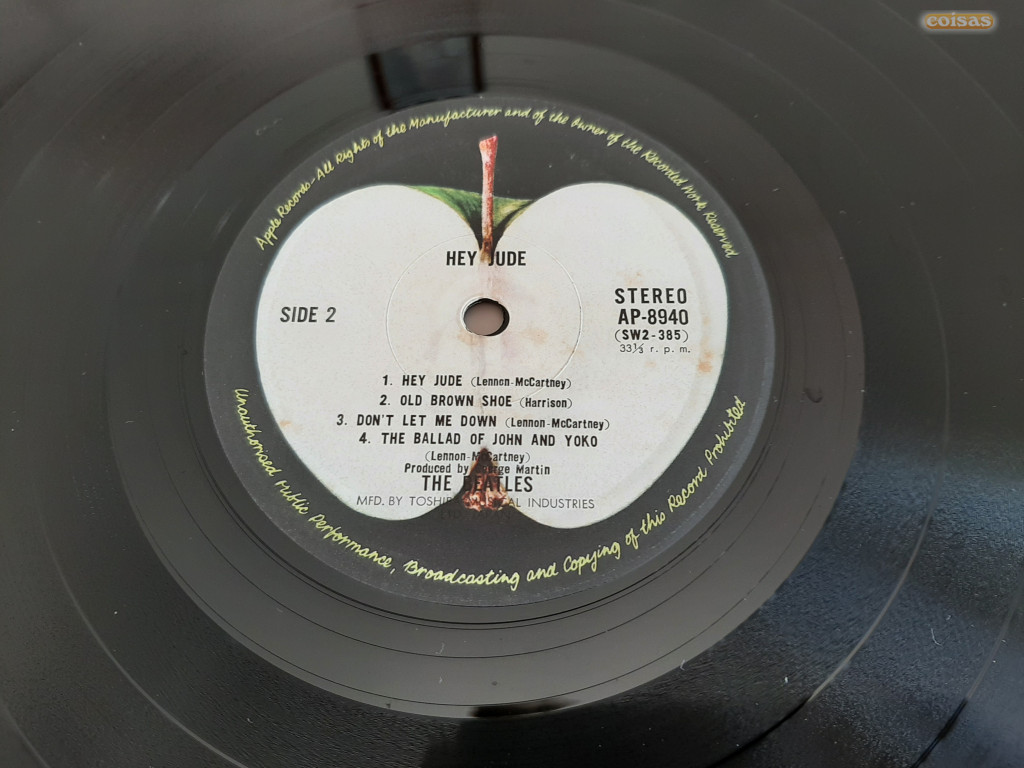 coisas
Apple Records-All Rights of the Manufacturer and of the Owner of the Recorded Work Reserved
HEY JUDE
SIDE 2
STEREO
AP-8940
(SW2-385)
33⅓ r. p. m.
1. HEY JUDE (Lennon-McCartney)
2. OLD BROWN SHOE (Harrison)
3. DON'T LET ME DOWN (Lennon-McCartney)
4. THE BALLAD OF JOHN AND YOKO
(Lennon-McCartney)
Produced by George Martin
THE BEATLES
MFD. BY TOSHIBA MUSICAL INDUSTRIES
Unauthorised Public Performance, Broadcasting and Copying of this Record Prohibited